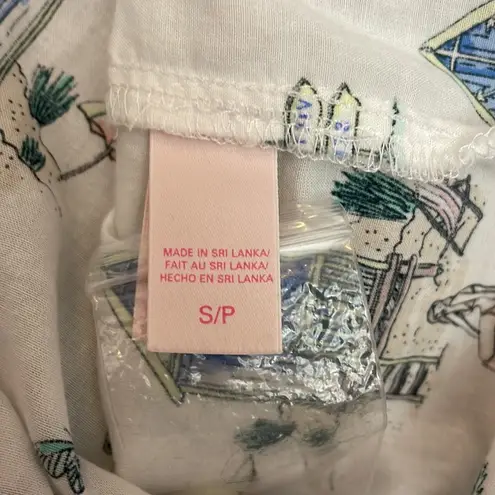 MADE IN SRI LANKA/
FAIT AU SRI LANKA/
HECHO EN SRI LANKA
S/P